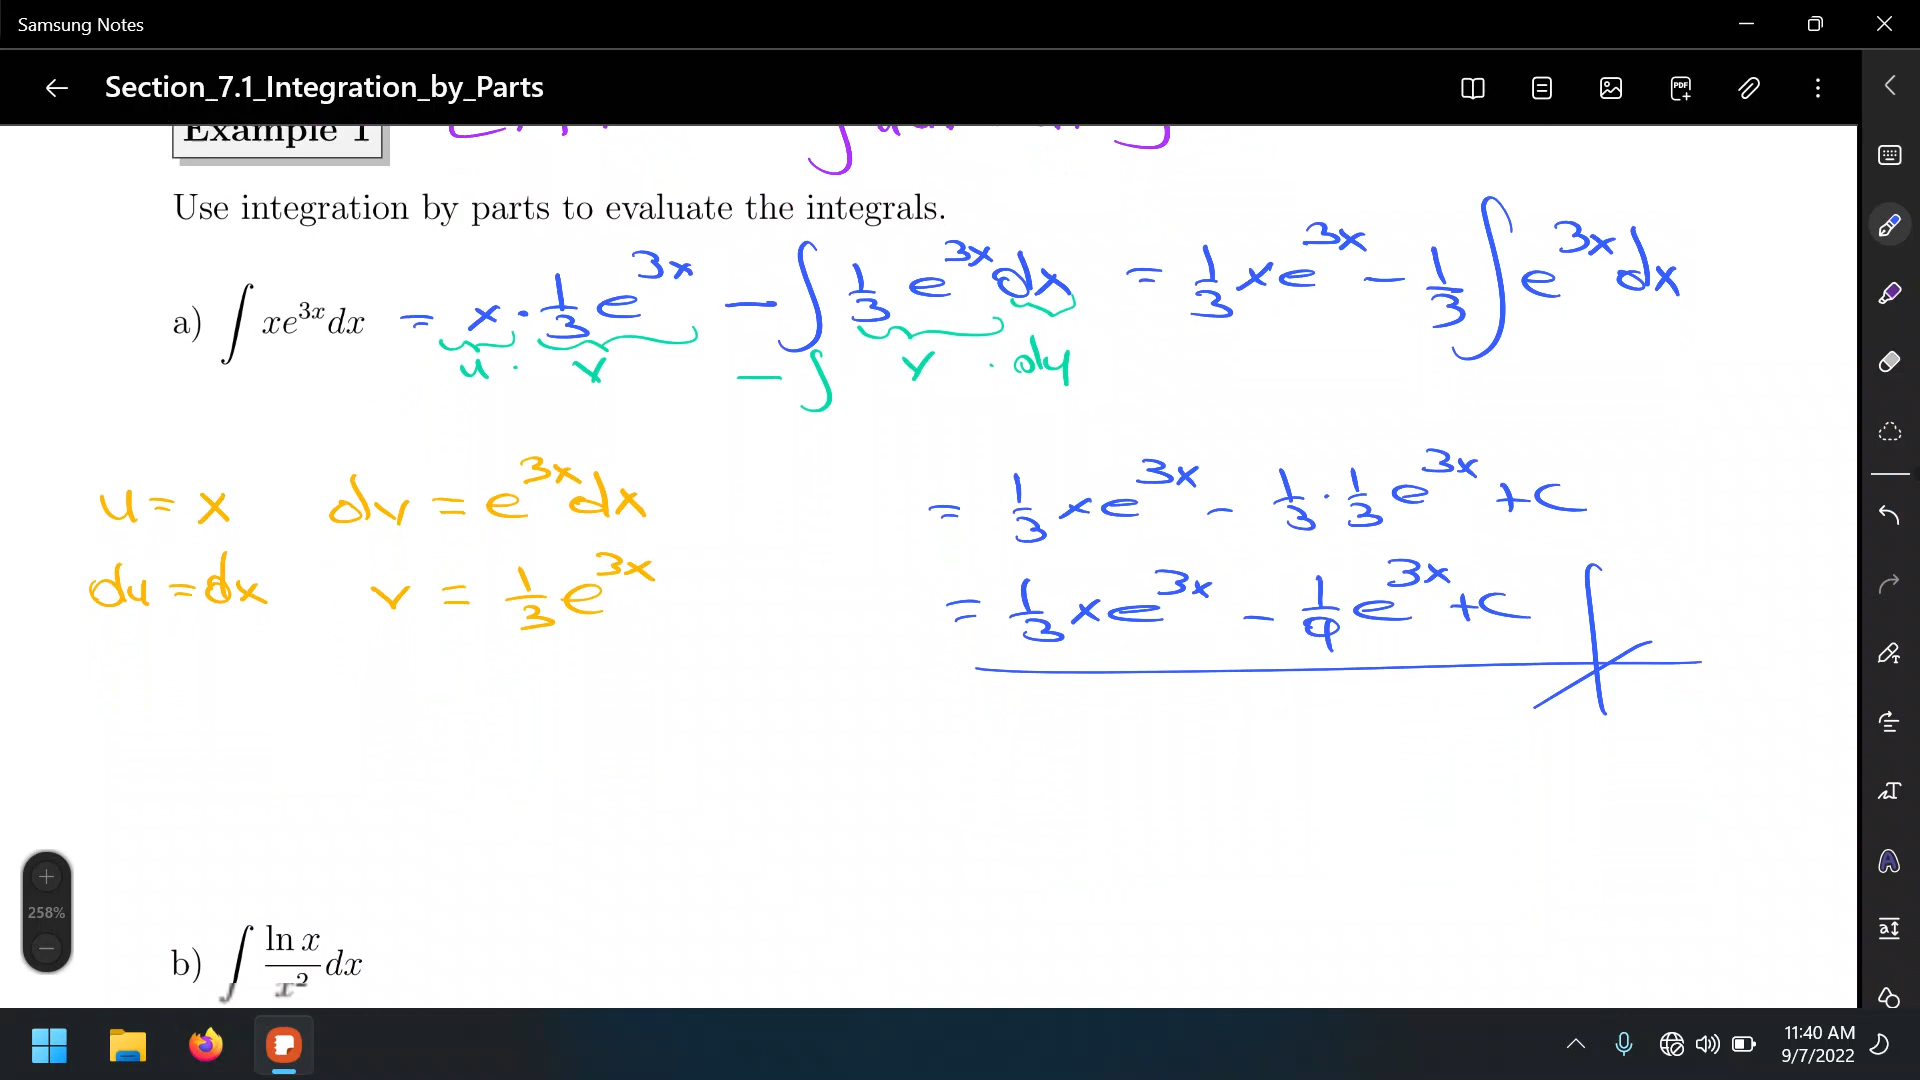 Samsung Notes
Section_7.1_Integration_by_Parts
Example 1
Use integration by parts to evaluate the integrals.
a) ∫ xe^{3x} dx = x · 1/3 e^{3x} − ∫ 1/3 e^{3x} dx = 1/3 xe^{3x} − 1/3 ∫ e^{3x} dx
u · v − ∫ v · du
u = x dv = e^{3x} dx
du = dx v = 1/3 e^{3x}
= 1/3 xe^{3x} − 1/3 · 1/3 e^{3x} + C
= 1/3 xe^{3x} − 1/9 e^{3x} + C
b) ∫ ln x / x^2 dx
258%
11:40 AM
9/7/2022